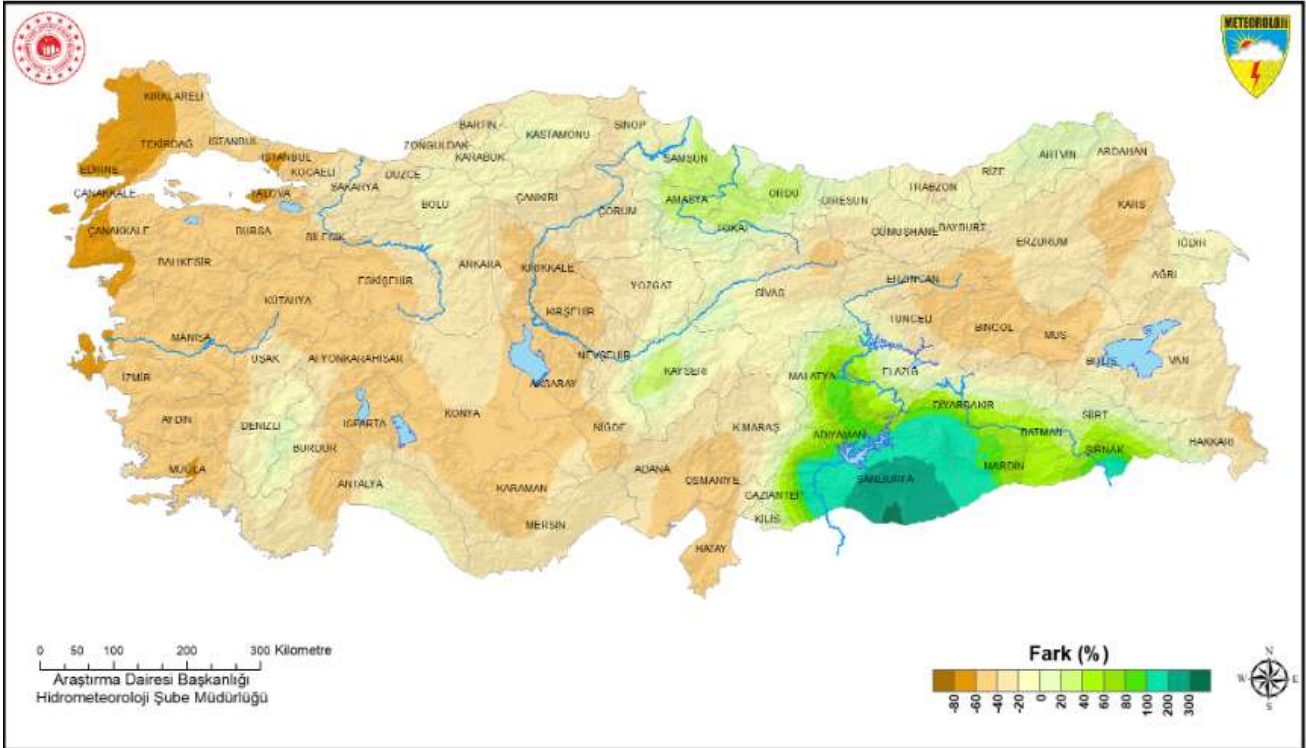 METEOROLOJİ
KIRKLARELİ
TEKİRDAĞ
İSTANBUL
EDİRNE
İSTANBUL
KOCAELİ
ÇANAKKALE
YALOVA
SAKARYA
DÜZCE
ZONGULDAK
BARTIN
KARABÜK
KASTAMONU
SİNOP
SAMSUN
ÇANAKKALE
BURSA
BİLECİK
BOLU
ÇANKIRI
ÇORUM
AMASYA
ORDU
TOKAT
GİRESUN
TRABZON
RİZE
ARTVİN
ARDAHAN
KARS
GÜMÜŞHANE
BAYBURT
ERZURUM
IĞDIR
AĞRI
BALIKESİR
ESKİŞEHİR
ANKARA
KIRIKKALE
YOZGAT
SİVAS
ERZİNCAN
KÜTAHYA
KIRŞEHİR
TUNCELİ
BİNGÖL
MUŞ
MANİSA
UŞAK
AFYONKARAHİSAR
NEVŞEHİR
KAYSERİ
MALATYA
ELAZIĞ
BİTLİS
VAN
İZMİR
AKSARAY
AYDIN
DENİZLİ
ISPARTA
KONYA
NİĞDE
K.MARAŞ
ADIYAMAN
DİYARBAKIR
BATMAN
SİİRT
ŞIRNAK
HAKKARİ
MUĞLA
BURDUR
ANTALYA
KARAMAN
MERSİN
ADANA
OSMANİYE
GAZİANTEP
KİLİS
ŞANLIURFA
MARDİN
HATAY
0 50 100 200 300 Kilometre
Araştırma Dairesi Başkanlığı
Hidrometeoroloji Şube Müdürlüğü
Fark (%)
-80 -60 -40 -20 0 20 40 60 80 100 200 300
N
W E
S